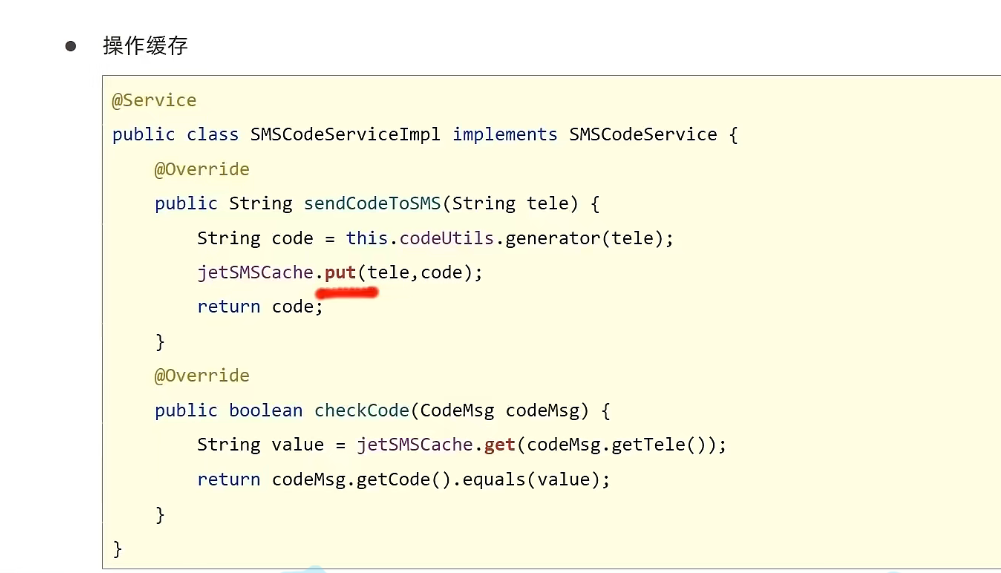 操作缓存
@Service
public class SMSCodeServiceImpl implements SMSCodeService {
@Override
public String sendCodeToSMS(String tele) {
String code = this.codeUtils.generator(tele);
jetSMSCache.put(tele,code);
return code;
}
@Override
public boolean checkCode(CodeMsg codeMsg) {
String value = jetSMSCache.get(codeMsg.getTele());
return codeMsg.getCode().equals(value);
}
}